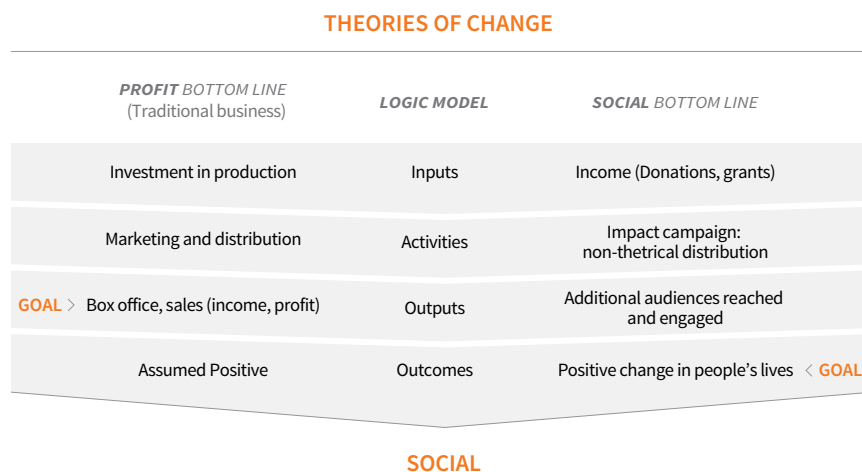 THEORIES OF CHANGE
PROFIT BOTTOM LINE
(Traditional business)
LOGIC MODEL
SOCIAL BOTTOM LINE
Investment in production
Inputs
Income (Donations, grants)
Marketing and distribution
Activities
Impact campaign:
non-thetrical distribution
GOAL > Box office, sales (income, profit)
Outputs
Additional audiences reached
and engaged
Assumed Positive
Outcomes
Positive change in people’s lives < GOAL
SOCIAL